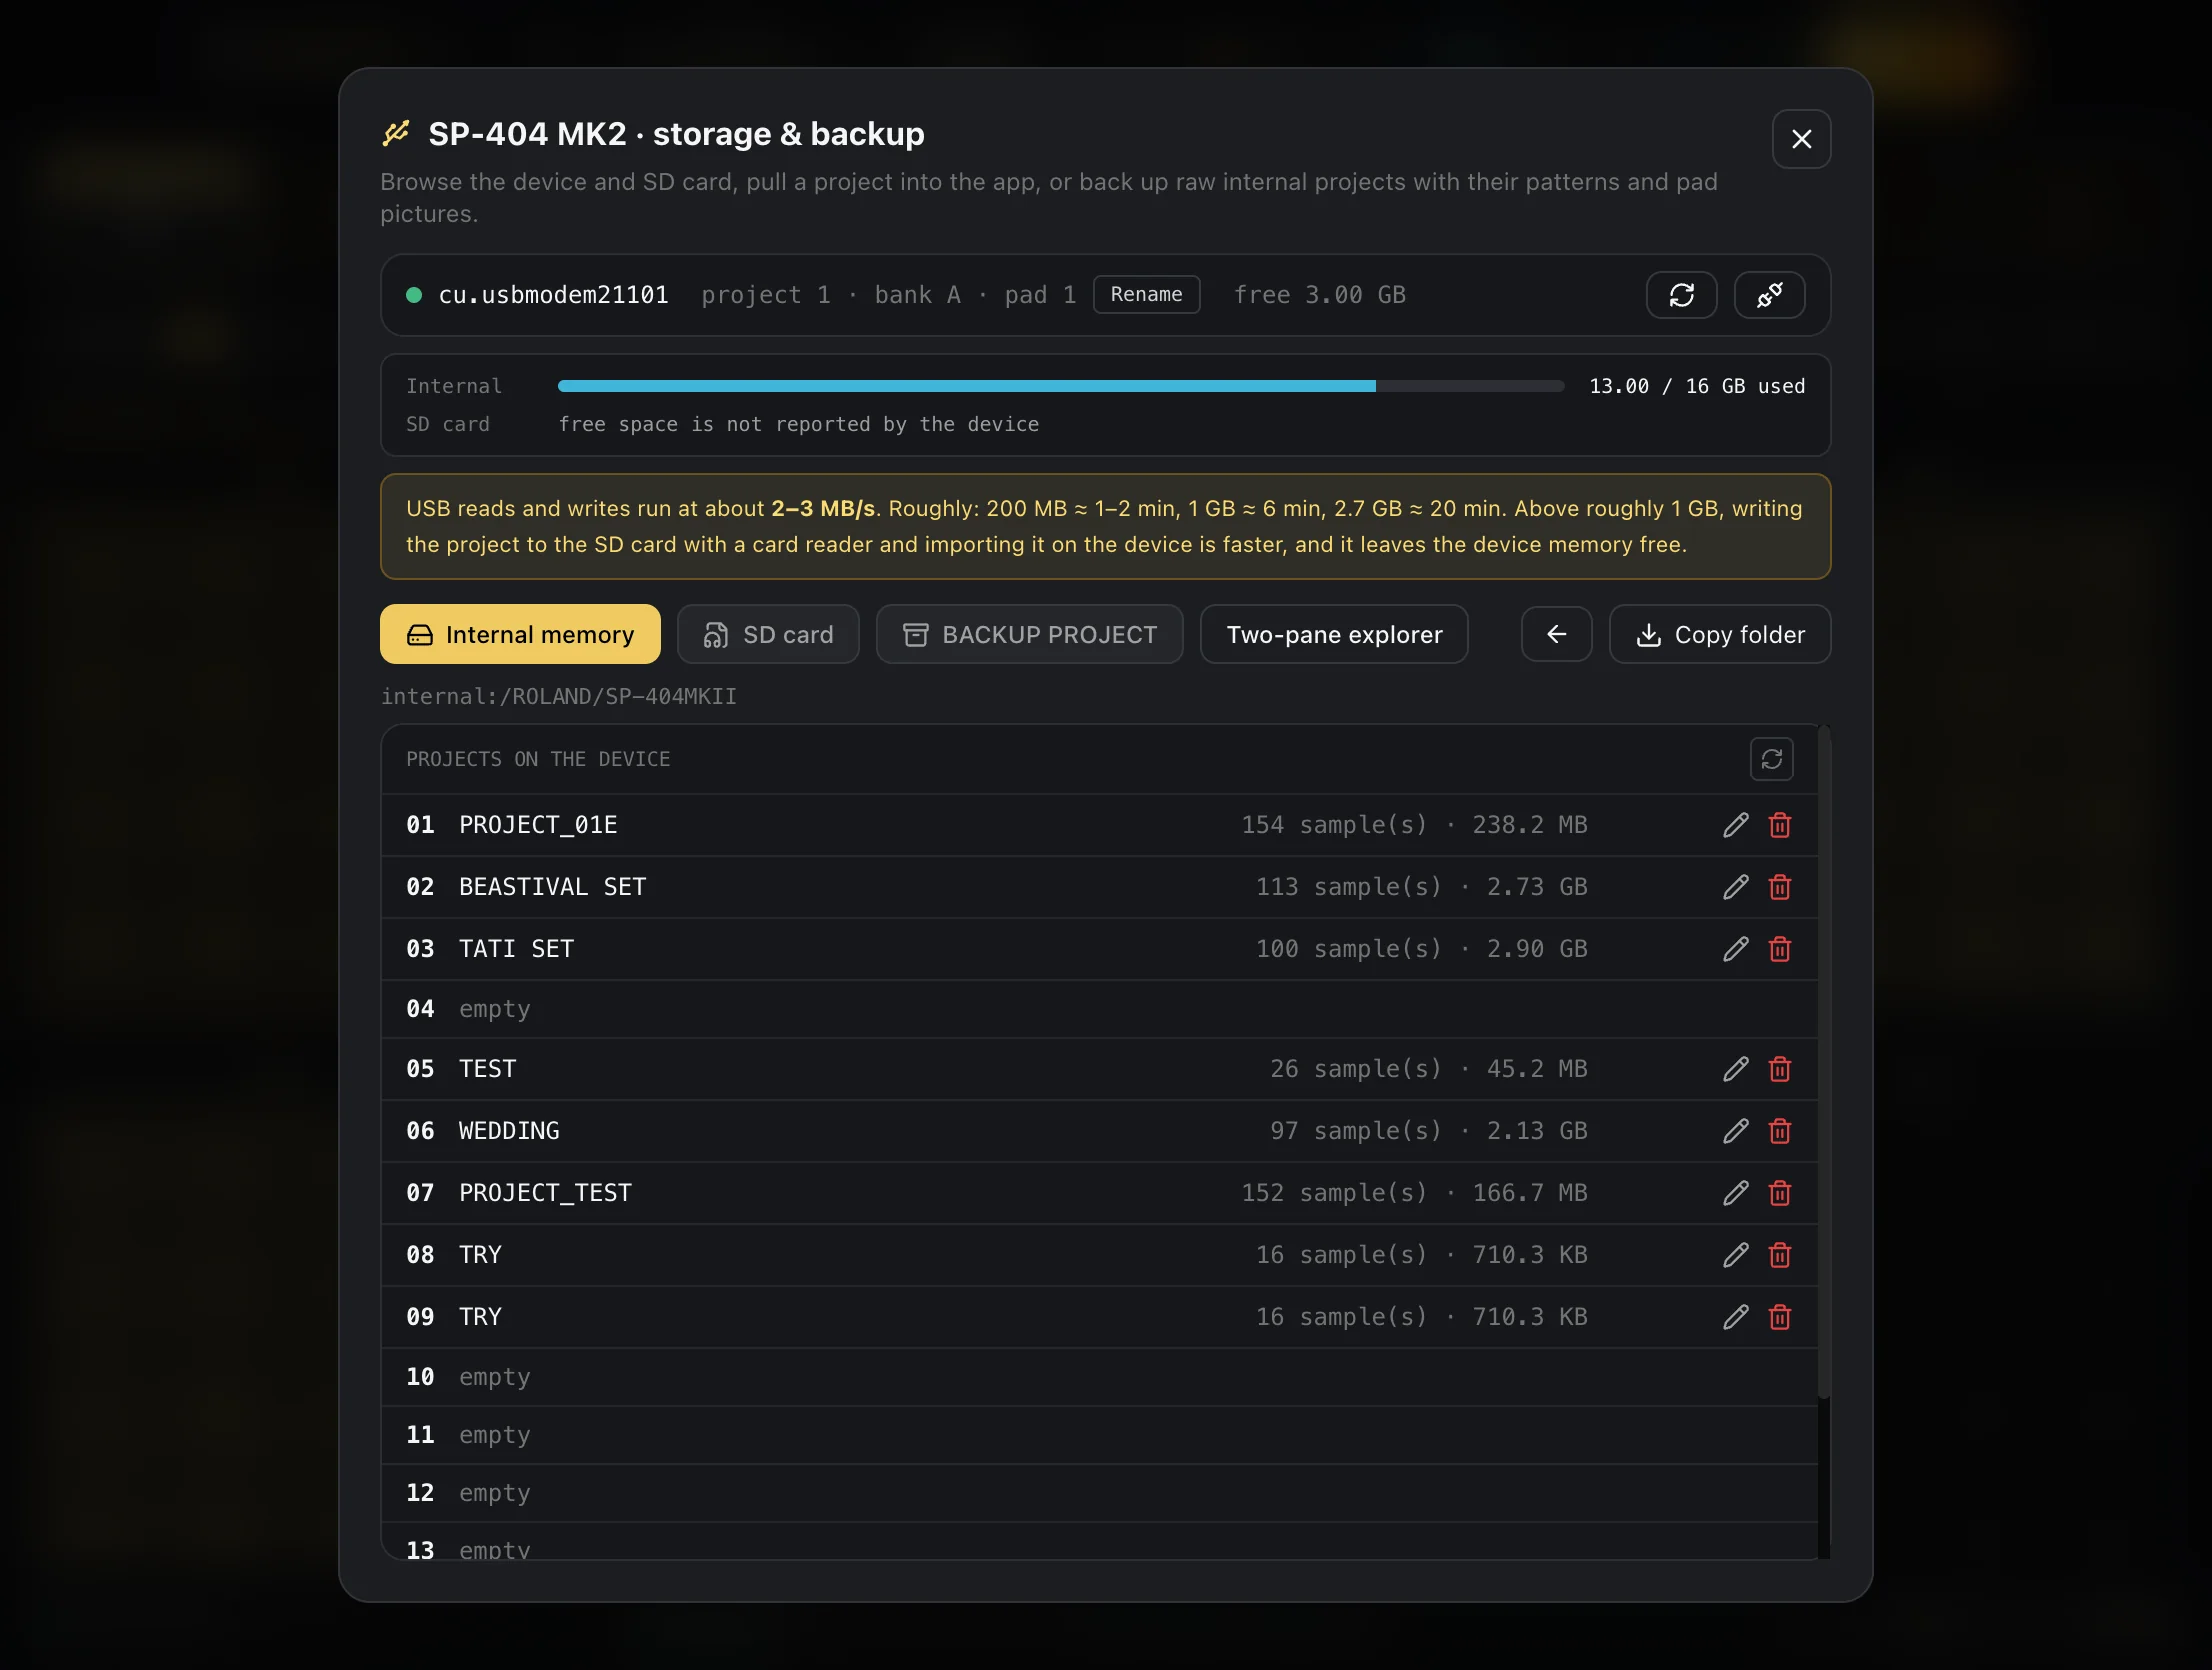 SP-404 MK2 · storage & backup
Browse the device and SD card, pull a project into the app, or back up raw internal projects with their patterns and pad
pictures.
cu.usbmodem21101 project 1 · bank A · pad 1 Rename free 3.00 GB
Internal 13.00 / 16 GB used
SD card free space is not reported by the device
USB reads and writes run at about 2–3 MB/s. Roughly: 200 MB ≈ 1–2 min, 1 GB ≈ 6 min, 2.7 GB ≈ 20 min. Above roughly 1 GB, writing
the project to the SD card with a card reader and importing it on the device is faster, and it leaves the device memory free.
Internal memory SD card BACKUP PROJECT Two-pane explorer Copy folder
internal:/ROLAND/SP-404MKII
PROJECTS ON THE DEVICE
01 PROJECT_01E 154 sample(s) · 238.2 MB
02 BEASTIVAL SET 113 sample(s) · 2.73 GB
03 TATI SET 100 sample(s) · 2.90 GB
04 empty
05 TEST 26 sample(s) · 45.2 MB
06 WEDDING 97 sample(s) · 2.13 GB
07 PROJECT_TEST 152 sample(s) · 166.7 MB
08 TRY 16 sample(s) · 710.3 KB
09 TRY 16 sample(s) · 710.3 KB
10 empty
11 empty
12 empty
13 empty